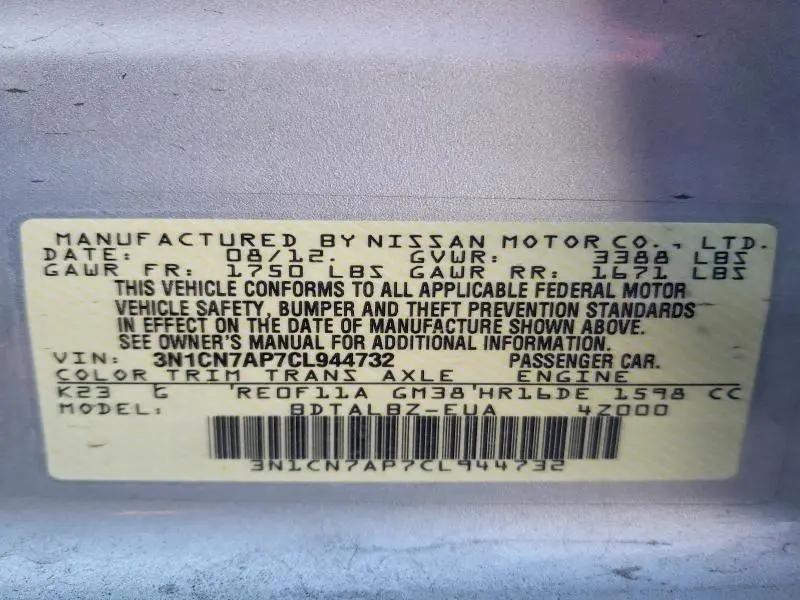 MANUFACTURED BY NISSAN MOTOR CO., LTD.
DATE: 08/12. GVWR: 3388 LBS
GAWR FR: 1750 LBS GAWR RR: 1671 LBS
THIS VEHICLE CONFORMS TO ALL APPLICABLE FEDERAL MOTOR
VEHICLE SAFETY, BUMPER AND THEFT PREVENTION STANDARDS
IN EFFECT ON THE DATE OF MANUFACTURE SHOWN ABOVE.
SEE OWNER'S MANUAL FOR ADDITIONAL INFORMATION.
VIN: 3N1CN7AP7CL944732 PASSENGER CAR.
COLOR TRIM TRANS AXLE ENGINE
K23 G 'RE0F11A GM38'HR16DE 1598 CC
MODEL: BDTALBZ-EUA 4Z000
3N1CN7AP7CL944732